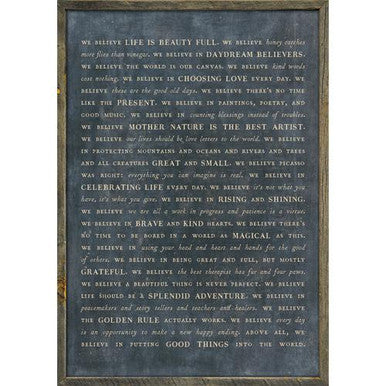 WE BELIEVE LIFE IS BEAUTY FULL. WE BELIEVE honey catches
more flies than vinegar. WE BELIEVE IN DAYDREAM BELIEVERS.
WE BELIEVE THE WORLD IS OUR CANVAS. WE BELIEVE kind words
cost nothing. WE BELIEVE IN CHOOSING LOVE EVERY DAY. WE
BELIEVE these are the good old days. WE BELIEVE THERE'S NO TIME
LIKE THE PRESENT. WE BELIEVE IN PAINTINGS, POETRY, AND
GOOD MUSIC. WE BELIEVE IN counting blessings instead of troubles.
WE BELIEVE MOTHER NATURE IS THE BEST ARTIST.
WE BELIEVE our lives should be love letters to the world. WE BELIEVE
IN PROTECTING MOUNTAINS AND OCEANS AND RIVERS AND TREES
AND ALL CREATURES GREAT AND SMALL. WE BELIEVE PICASSO
WAS RIGHT: everything you can imagine is real. WE BELIEVE IN
CELEBRATING LIFE EVERY DAY. WE BELIEVE it's not what you
have, it's what you give. WE BELIEVE IN RISING AND SHINING.
WE BELIEVE we are all a work in progress and patience is a virtue.
WE BELIEVE IN BRAVE AND KIND HEARTS. WE BELIEVE THERE'S
NO TIME TO BE BORED IN A WORLD AS MAGICAL AS THIS.
WE BELIEVE IN using your head and heart and hands for the good
of others. WE BELIEVE IN BEING GREAT AND FULL, BUT MOSTLY
GRATEFUL. WE BELIEVE the best therapist has fur and four paws.
WE BELIEVE A BEAUTIFUL THING IS NEVER PERFECT. WE BELIEVE
LIFE SHOULD BE A SPLENDID ADVENTURE. WE BELIEVE IN
peacemakers and story tellers and teachers and healers. WE BELIEVE
THE GOLDEN RULE ACTUALLY WORKS. WE BELIEVE every day
is an opportunity to make a new happy ending. ABOVE ALL, WE
BELIEVE IN PUTTING GOOD THINGS INTO THE WORLD.